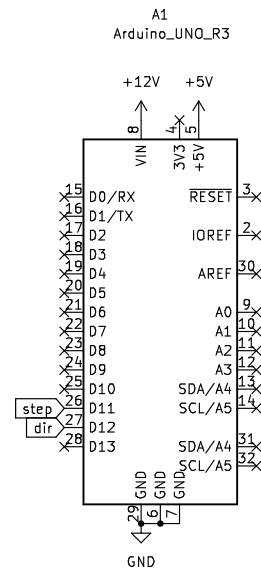 A1
Arduino_UNO_R3
+12V
+5V
8
4
5
VIN
3V3
+5V
15 D0/RX RESET 3
16 D1/TX
17 D2 IOREF 2
18 D3
19 D4 AREF 30
20 D5
21 D6 A0 9
22 D7 A1 10
23 D8 A2 11
24 D9 A3 12
25 D10 SDA/A4 13
step 26 D11 SCL/A5 14
dir 27 D12
28 D13 SDA/A4 31
SCL/A5 32
GND GND GND
29 6 7
GND